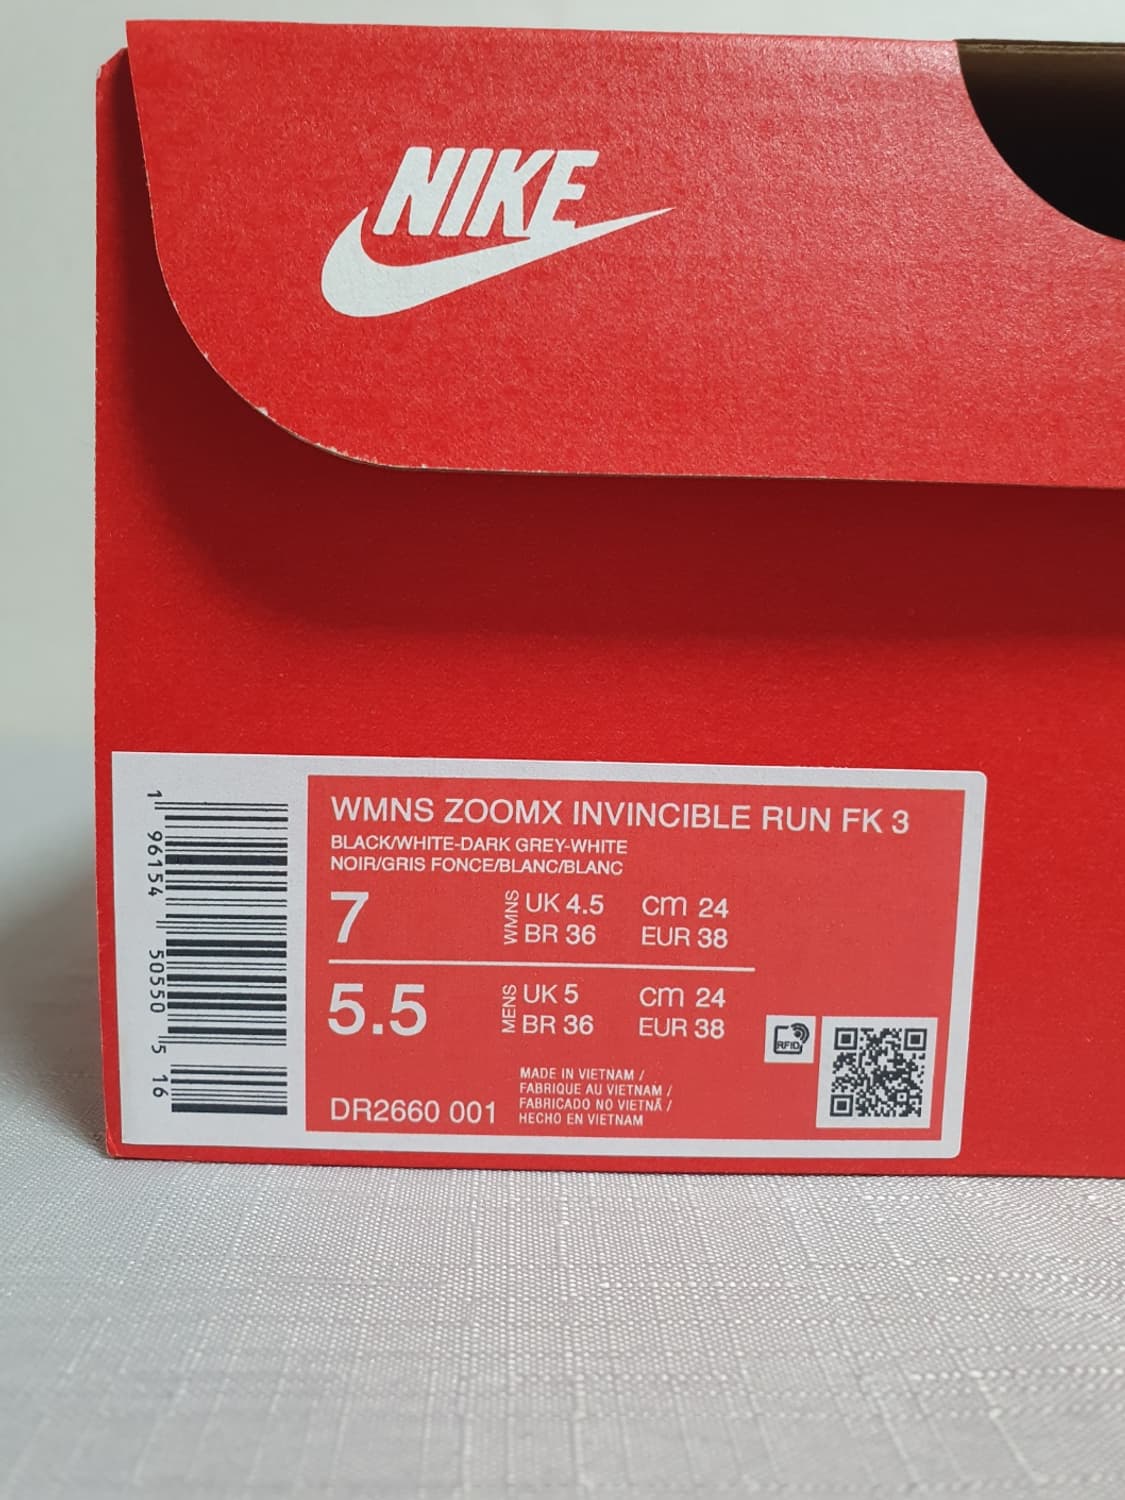 NIKE
WMNS ZOOMX INVINCIBLE RUN FK 3
BLACK/WHITE-DARK GREY-WHITE
NOIR/GRIS FONCE/BLANC/BLANC
7
WMNS
UK 4.5 cm 24
BR 36 EUR 38
5.5
MENS
UK 5 cm 24
BR 36 EUR 38
DR2660 001
MADE IN VIETNAM /
FABRIQUE AU VIETNAM /
FABRICADO NO VIETNÃ /
HECHO EN VIETNAM
RFID
1 96154 50550 5 16